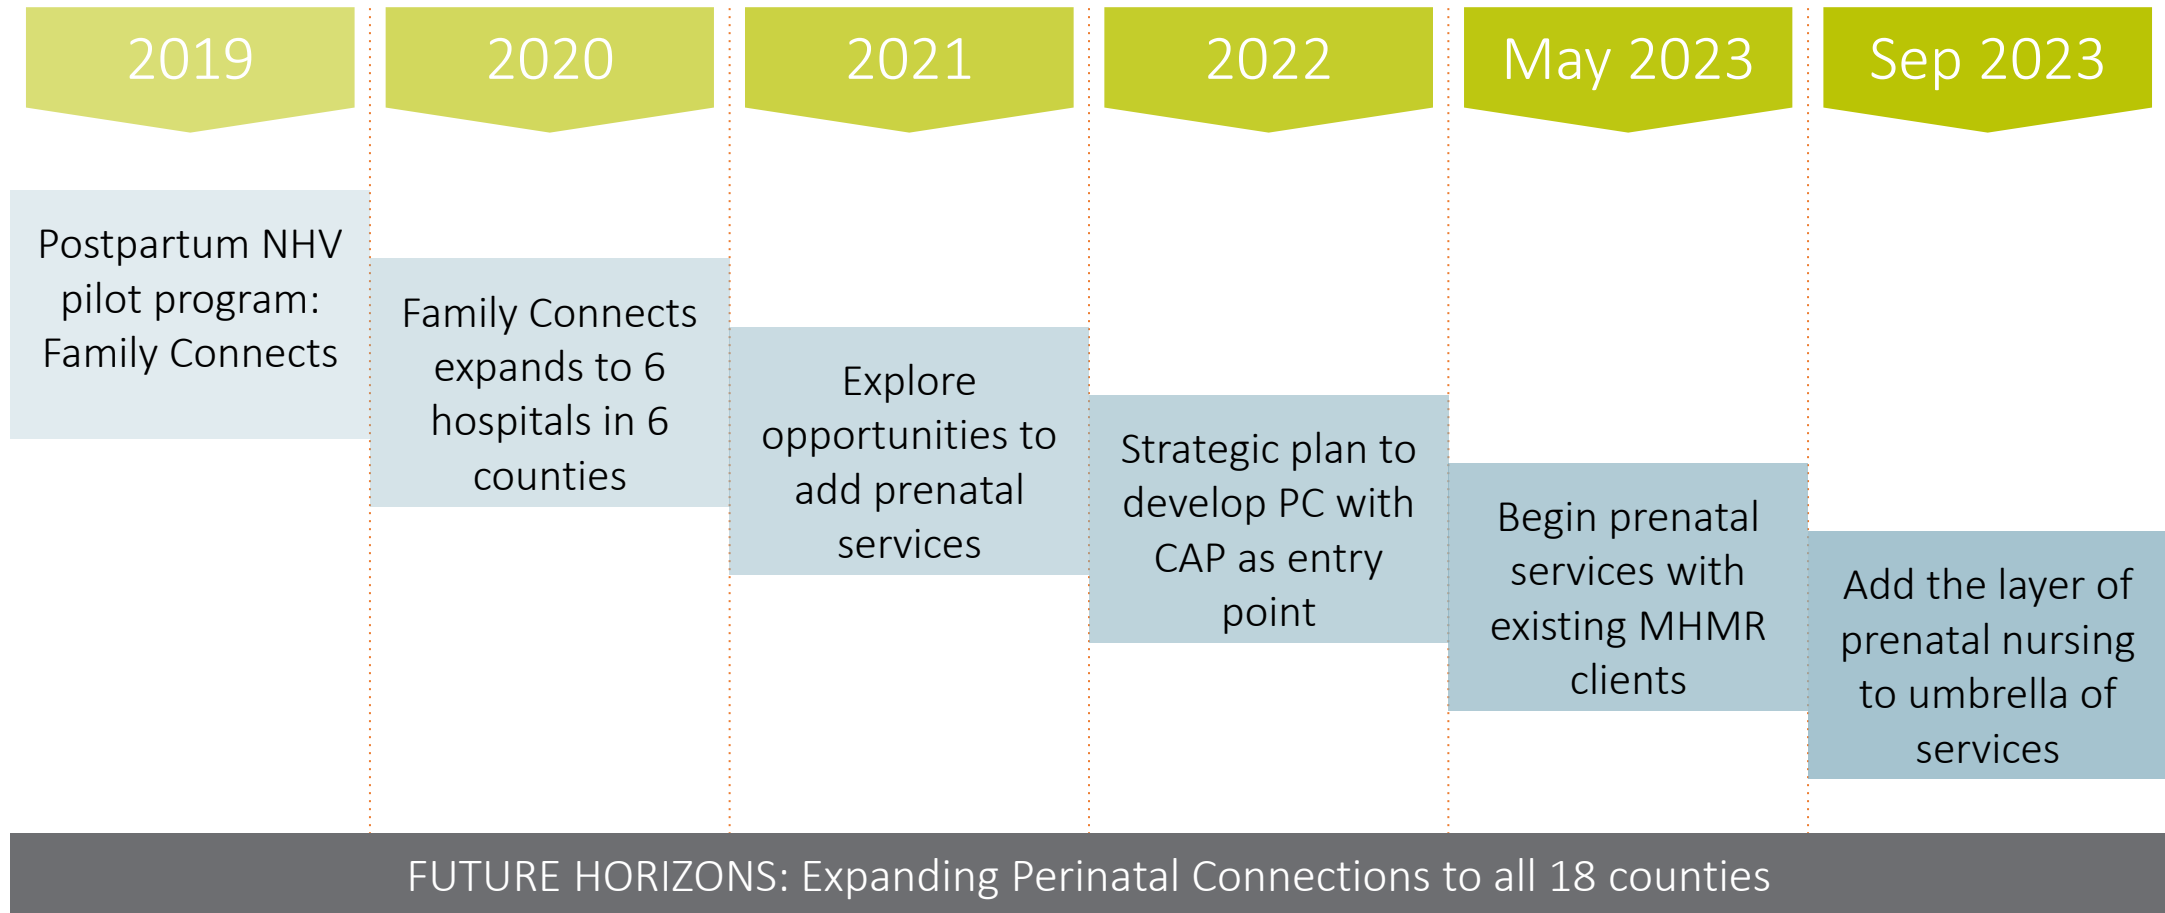 2019
2020
2021
2022
May 2023
Sep 2023
Postpartum NHV
pilot program:
Family Connects
Family Connects
expands to 6
hospitals in 6
counties
Explore
opportunities to
add prenatal
services
Strategic plan to
develop PC with
CAP as entry
point
Begin prenatal
services with
existing MHMR
clients
Add the layer of
prenatal nursing
to umbrella of
services
FUTURE HORIZONS: Expanding Perinatal Connections to all 18 counties